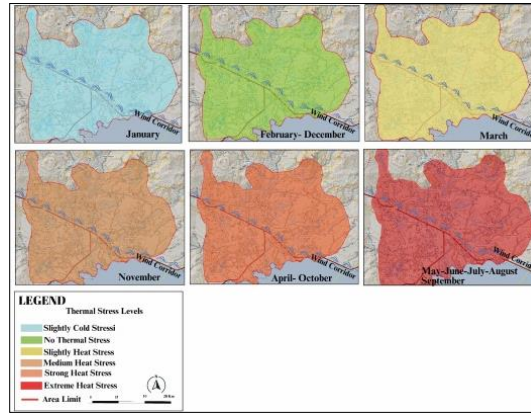 Wind Corridor
January
Wind Corridor
February- December
Wind Corridor
March
Wind Corridor
November
Wind Corridor
April- October
Wind Corridor
May-June-July-August
September
LEGEND
Thermal Stress Levels
Slightly Cold Stressi
No Thermal Stress
Slightly Heat Stress
Medium Heat Stress
Strong Heat Stress
Extreme Heat Stress
Area Limit